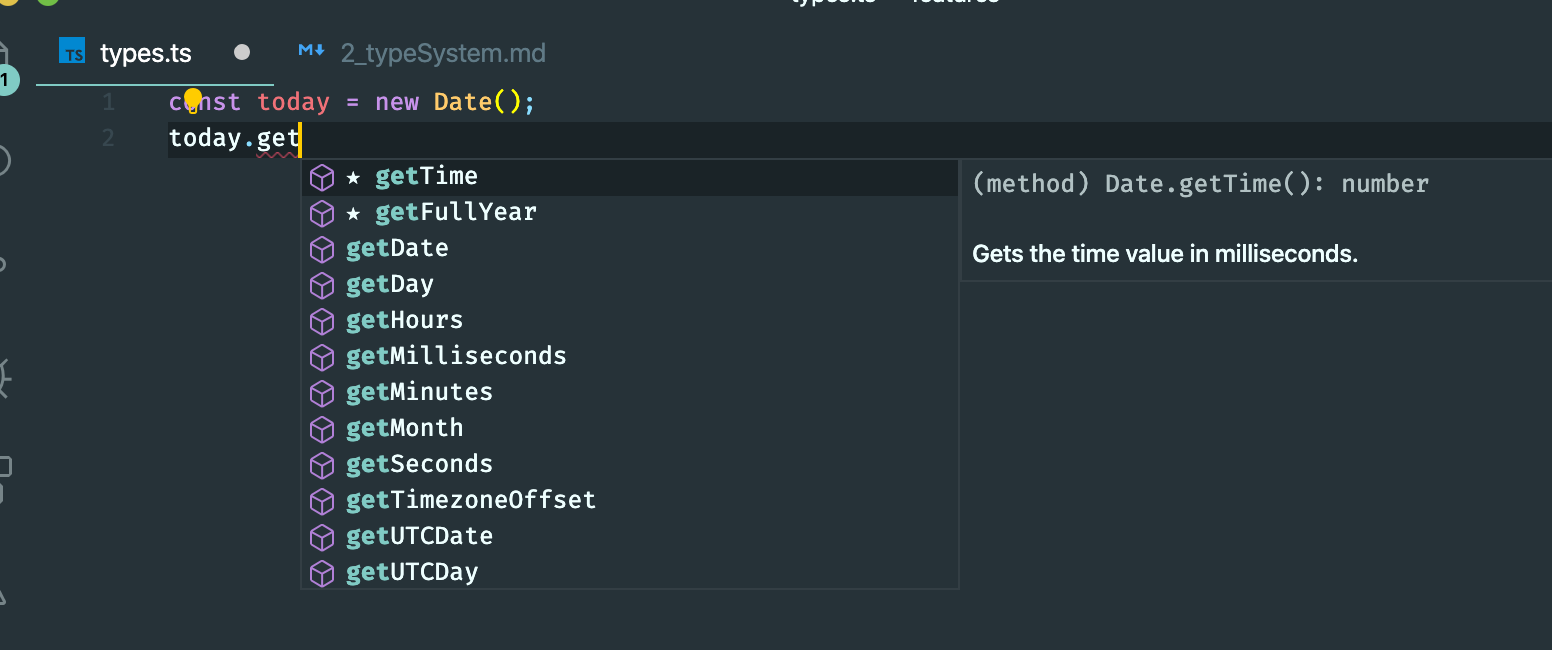 types.ts
2_typeSystem.md
1
1 const today = new Date();
2 today.get
★ getTime
★ getFullYear
getDate
getDay
getHours
getMilliseconds
getMinutes
getMonth
getSeconds
getTimezoneOffset
getUTCDate
getUTCDay
(method) Date.getTime(): number
Gets the time value in milliseconds.